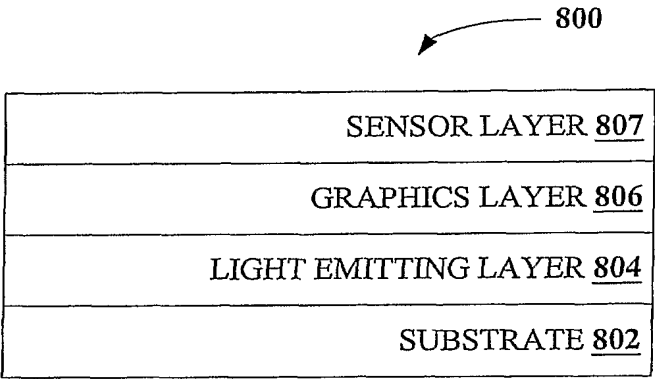 800
SENSOR LAYER 807
GRAPHICS LAYER 806
LIGHT EMITTING LAYER 804
SUBSTRATE 802